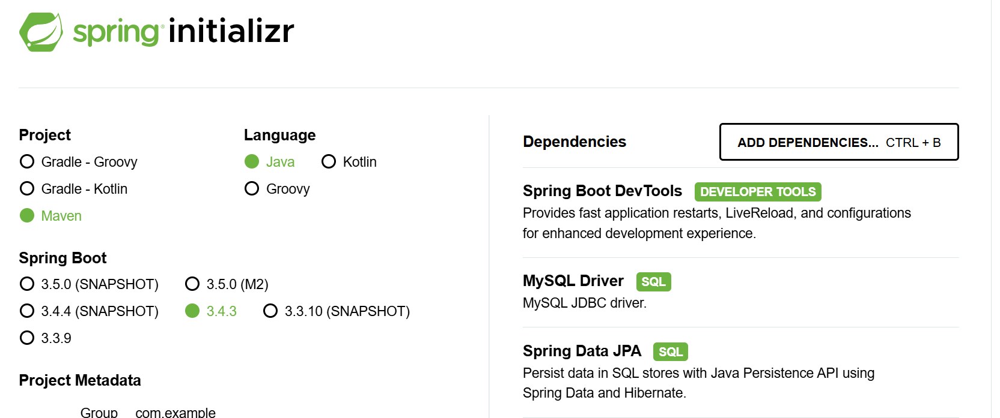 spring initializr
Project
Gradle - Groovy
Gradle - Kotlin
Maven
Language
Java Kotlin
Groovy
Spring Boot
3.5.0 (SNAPSHOT) 3.5.0 (M2)
3.4.4 (SNAPSHOT) 3.4.3 3.3.10 (SNAPSHOT)
3.3.9
Project Metadata
Group com.example
Dependencies ADD DEPENDENCIES... CTRL + B
Spring Boot DevTools DEVELOPER TOOLS
Provides fast application restarts, LiveReload, and configurations
for enhanced development experience.
MySQL Driver SQL
MySQL JDBC driver.
Spring Data JPA SQL
Persist data in SQL stores with Java Persistence API using
Spring Data and Hibernate.